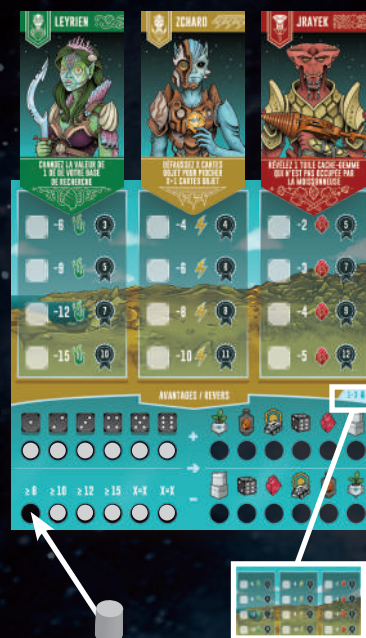 LEYRIEN
ZCHARO
JRAYEK
CHANGEZ LA VALEUR DE
1 DÉ DE VOTRE BASE
DE RECHERCHE
DÉFAUSSEZ X CARTES
OBJET POUR PIOCHER
X+1 CARTES OBJET
RÉVÉLEZ 1 TUILE CACHE-GEMME
QUI N'EST PAS OCCUPÉE PAR
LA MOISSONNEUSE
-6 3 -4 4 -2 5
-9 5 -6 6 -3 7
-12 7 -8 8 -4 9
-15 10 -10 11 -5 12
AVANTAGES / REVERS
+
≥ 8 ≥ 10 ≥ 12 ≥ 15 X=X X=X
-